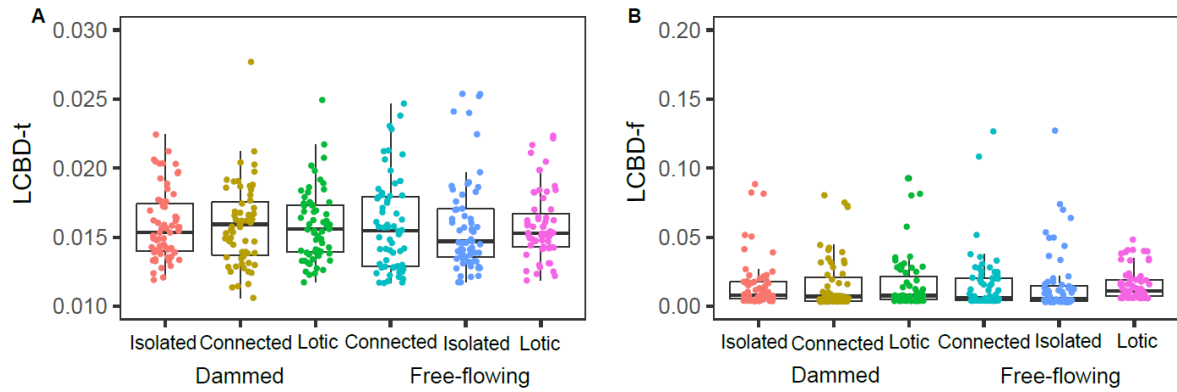 A
LCBD-t
0.030
0.025
0.020
0.015
0.010
Isolated Connected Lotic Connected Isolated Lotic
Dammed Free-flowing
B
LCBD-f
0.20
0.15
0.10
0.05
0.00
Isolated Connected Lotic Connected Isolated Lotic
Dammed Free-flowing